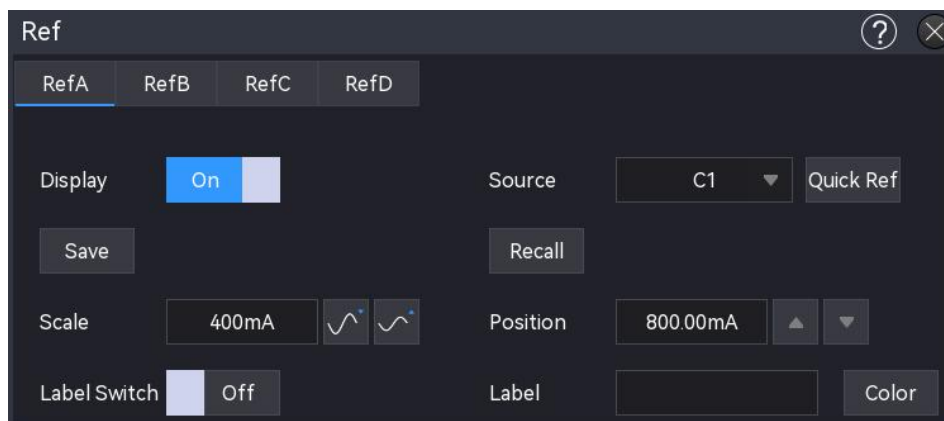 Ref ?
RefA RefB RefC RefD
Display On Source C1 Quick Ref
Save Recall
Scale 400mA Position 800.00mA
Label Switch Off Label Color